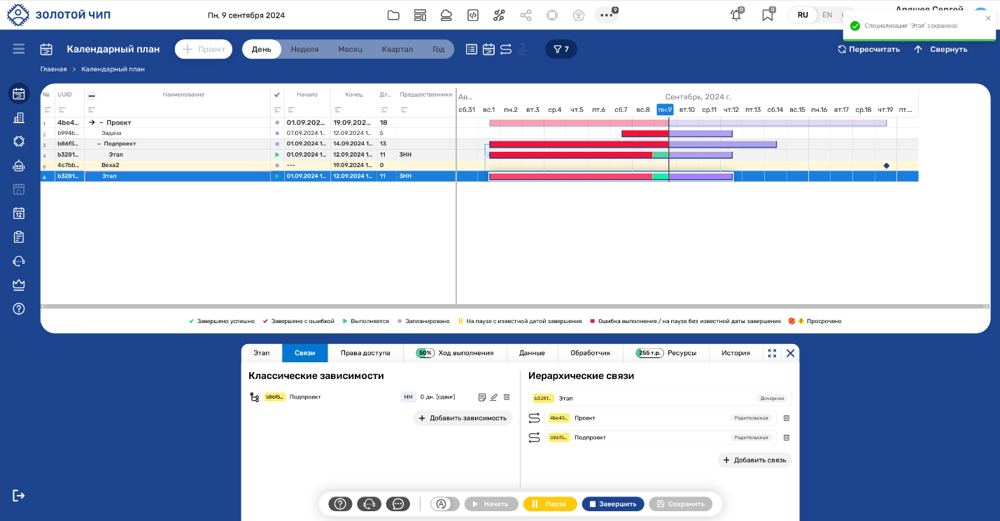 ЗОЛОТОЙ ЧИП
Пн, 9 сентября 2024
9
0
0
RU EN
Специализация "Этап" сохранена!
Календарный план
Проект
День Неделя Месяц Квартал Год
7
Пересчитать
Свернуть
Главная > Календарный план
№ UUID Наименование Начало Конец Дл... Предшественники
Ав... Сентябрь, 2024 г.
сб.31 вс.1 пн.2 вт.3 ср.4 чт.5 пт.6 сб.7 вс.8 пн.9 вт.10 ср.11 чт.12 пт.13 сб.14 вс.15 пн.16 вт.17 ср.18 чт.19 пт....
1 4be4... Проект 01.09.202... 19.09.202... 18
2 b994b... Задача 07.09.2024 1... 12.09.2024 1... 5
3 b86f5... Подпроект 01.09.2024 1... 14.09.2024 1... 13
4 b3281... Этап 01.09.2024 1... 12.09.2024 1... 11 3НН
5 4c7bb... Веха2 --- 19.09.2024 1... 0
6 b3281... Этап 01.09.2024 1... 12.09.2024 1... 11 3НН
Завершено успешно Завершено с ошибкой Выполняется Запланировано На паузе с известной датой завершения Ошибка выполнения / на паузе без известной даты завершения Просрочено
Этап Связи Права доступа 50% Ход выполнения Данные Обработчик 255 т.р. Ресурсы История
Классические зависимости
b86f5... Подпроект НН 0 дн. (сдвиг)
+ Добавить зависимость
Иерархические связи
b3281... Этап Дочерняя
4be45... Проект Родительская
b86f5... Подпроект Родительская
+ Добавить связь
Начать Пауза Завершить Сохранить